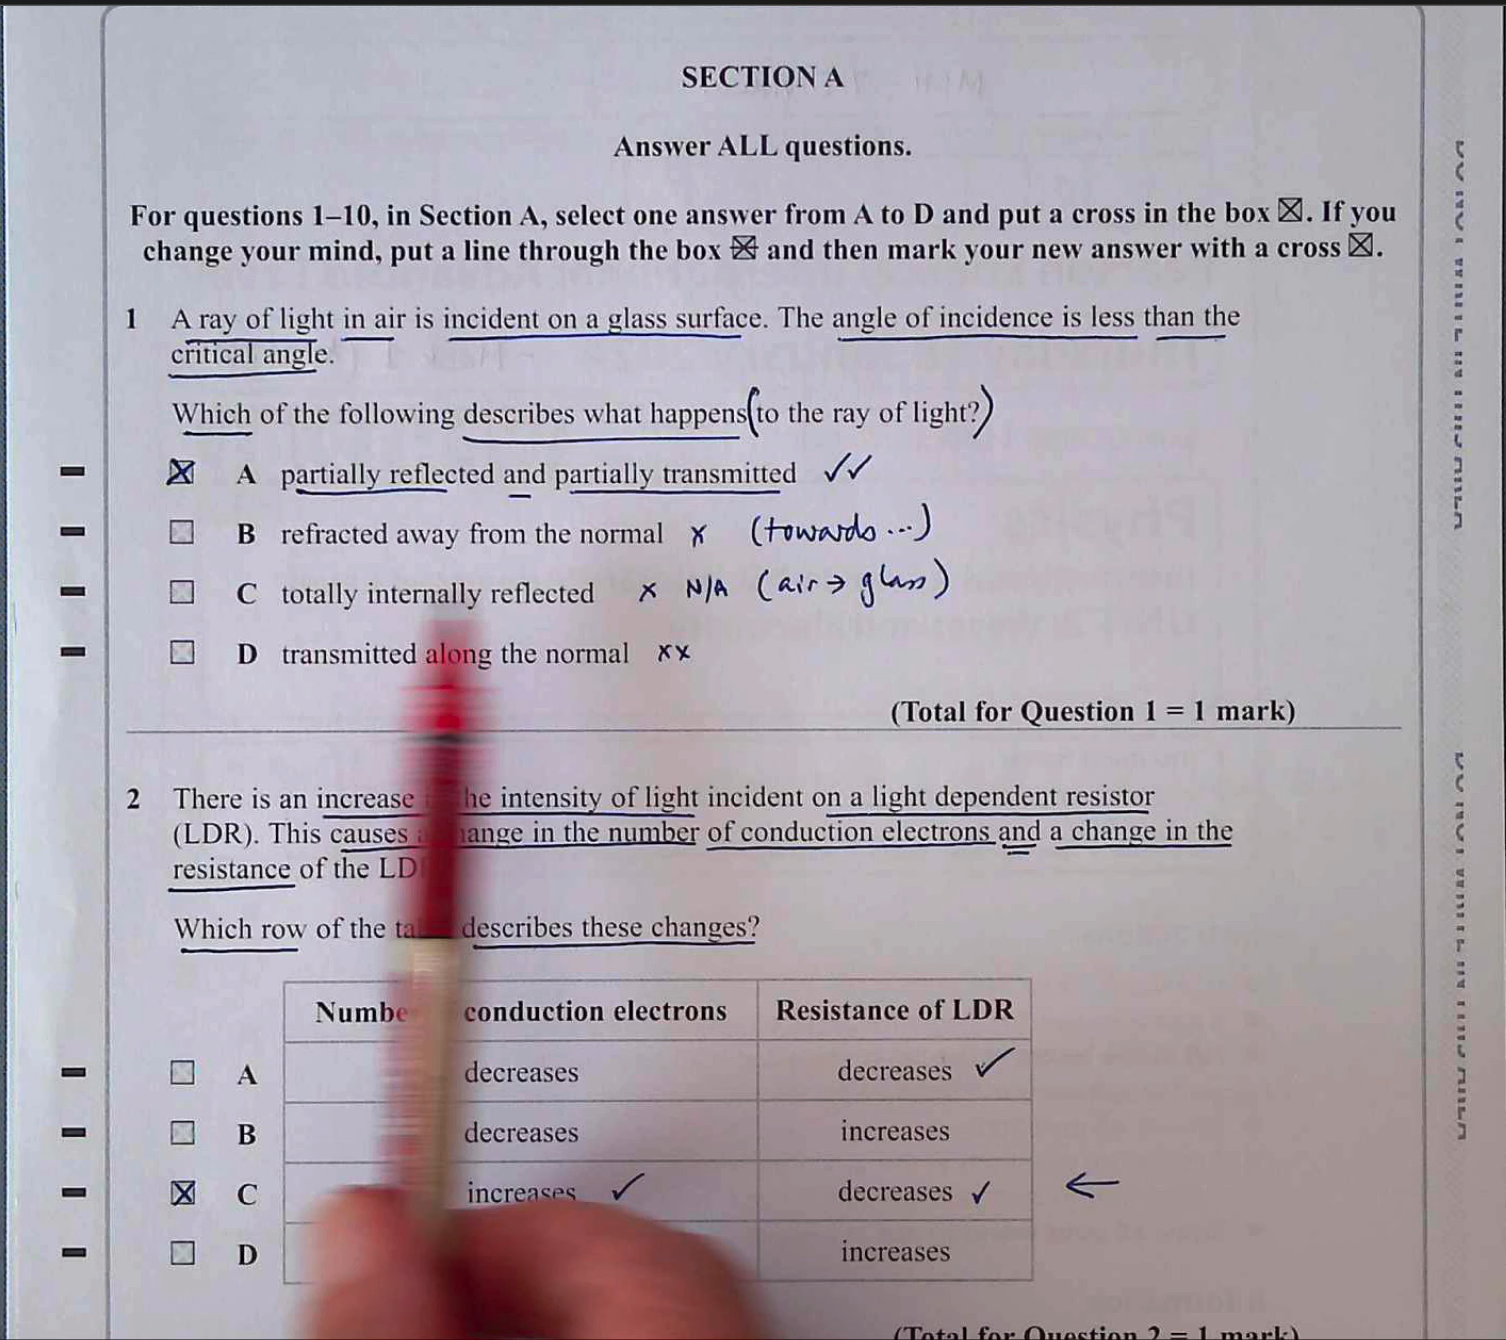 SECTION A
Answer ALL questions.
For questions 1–10, in Section A, select one answer from A to D and put a cross in the box ☒. If you
change your mind, put a line through the box ☒ and then mark your new answer with a cross ☒.
1 A ray of light in air is incident on a glass surface. The angle of incidence is less than the
critical angle.
Which of the following describes what happens (to the ray of light?)
☒ A partially reflected and partially transmitted ✓✓
☐ B refracted away from the normal x (towards ...)
☐ C totally internally reflected x N/A (air → glass)
☐ D transmitted along the normal xx
(Total for Question 1 = 1 mark)
2 There is an increase he intensity of light incident on a light dependent resistor
(LDR). This causes ange in the number of conduction electrons and a change in the
resistance of the LD
Which row of the ta describes these changes?
Numbe conduction electrons Resistance of LDR
☐ A decreases decreases ✓
☐ B decreases increases
☒ C increases ✓ decreases ✓ ←
☐ D increases
(Total for Question 2 = 1 mark)